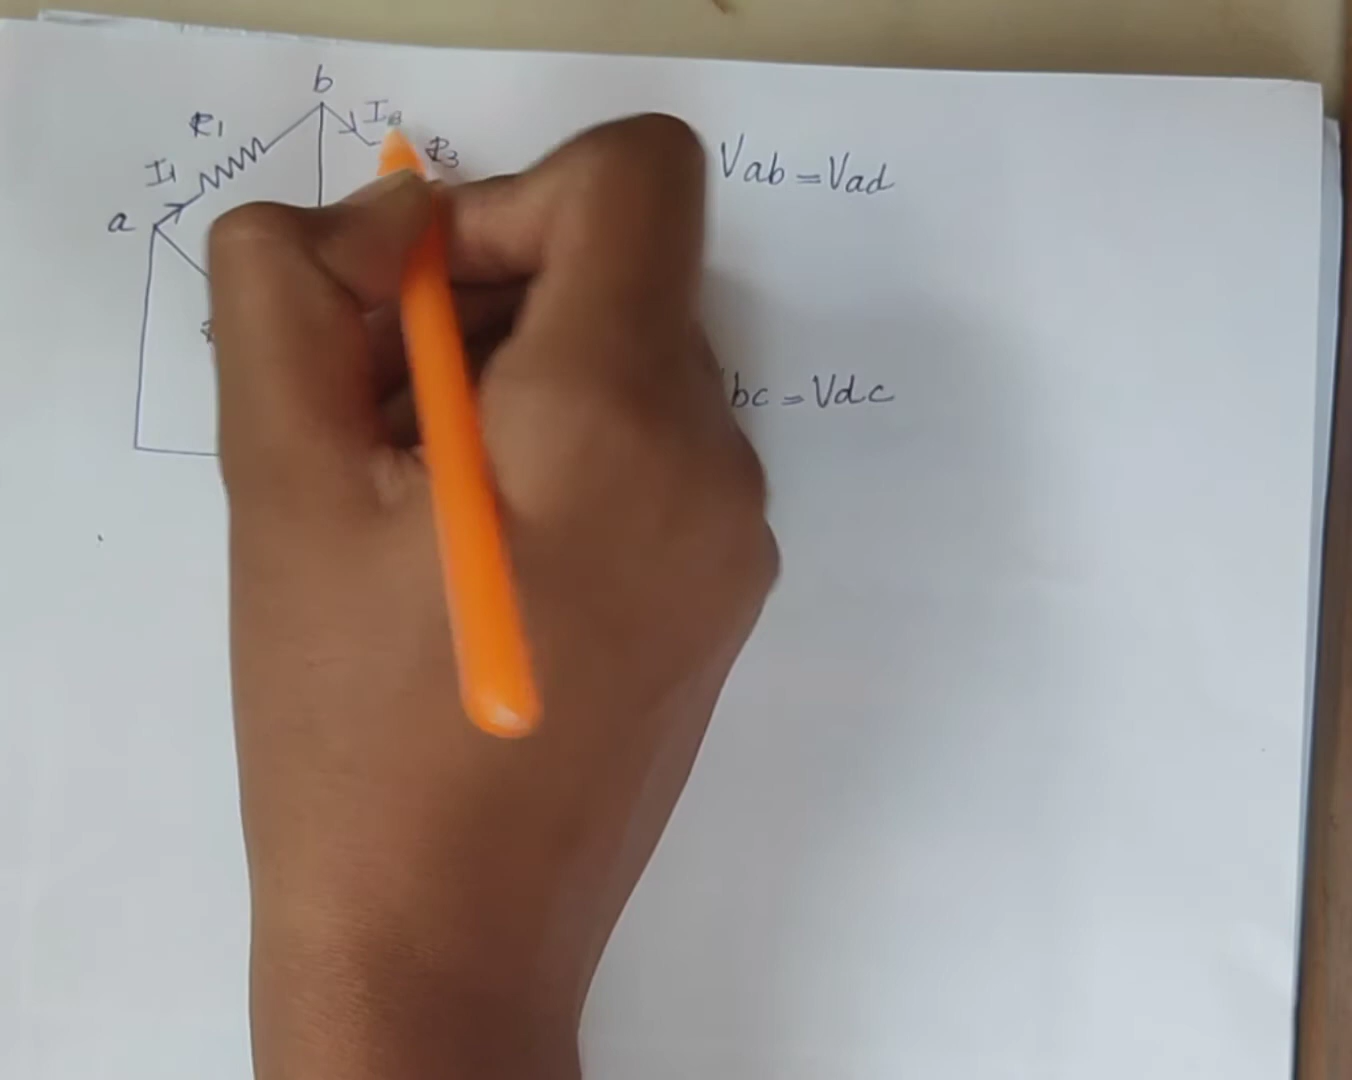 b
R1
I3
R3
I1
a
Vab = Vad
bc = Vdc